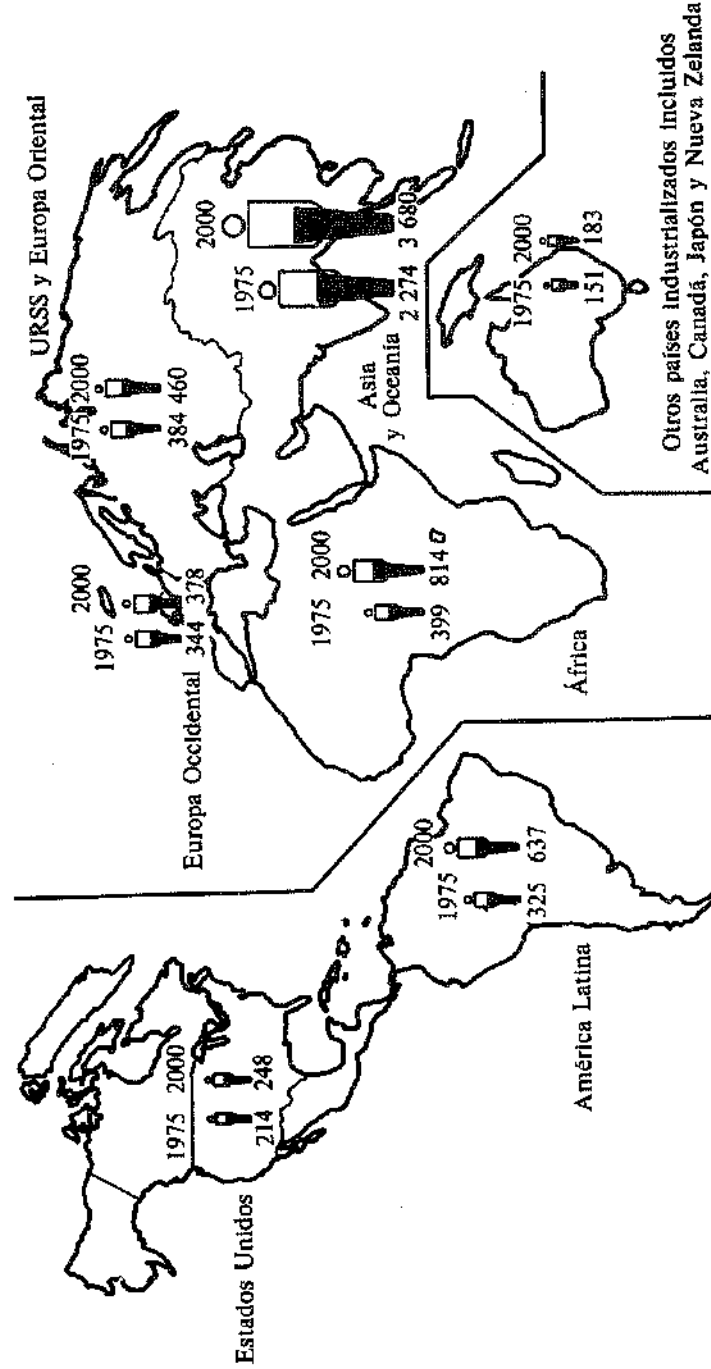 URSS y Europa Oriental
1975 2000
384 460
2000
1975
344 378
Europa Occidental
1975 2000
2 274 3 680
Asia
y Oceanía
1975 2000
399 814
África
1975 2000
214 248
Estados Unidos
1975 2000
325 637
América Latina
1975 2000
151 183
Otros países industrializados incluidos
Australia, Canadá, Japón y Nueva Zelanda